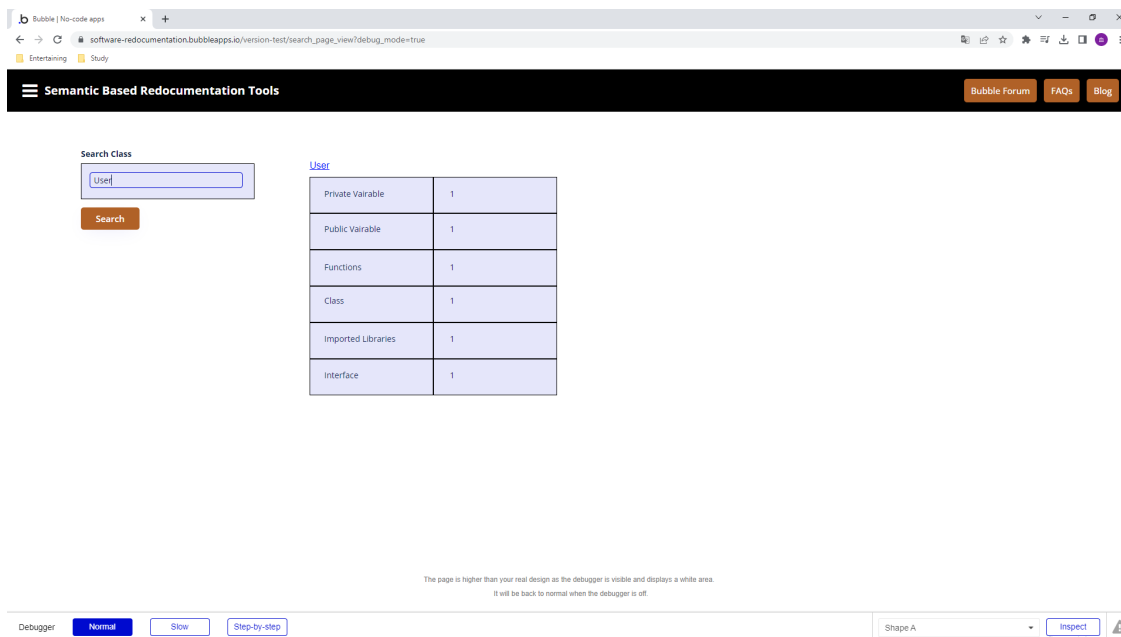 Bubble | No-code apps
software-redocumentation.bubbleapps.io/version-test/search_page_view?debug_mode=true
Entertaining Study
Semantic Based Redocumentation Tools
Bubble Forum FAQs Blog
Search Class
User
Search
User
Private Vairable 1
Public Vairable 1
Functions 1
Class 1
Imported Libraries 1
Interface 1
The page is higher than your real design as the debugger is visible and displays a white area.
It will be back to normal when the debugger is off.
Debugger Normal Slow Step-by-step Shape A Inspect